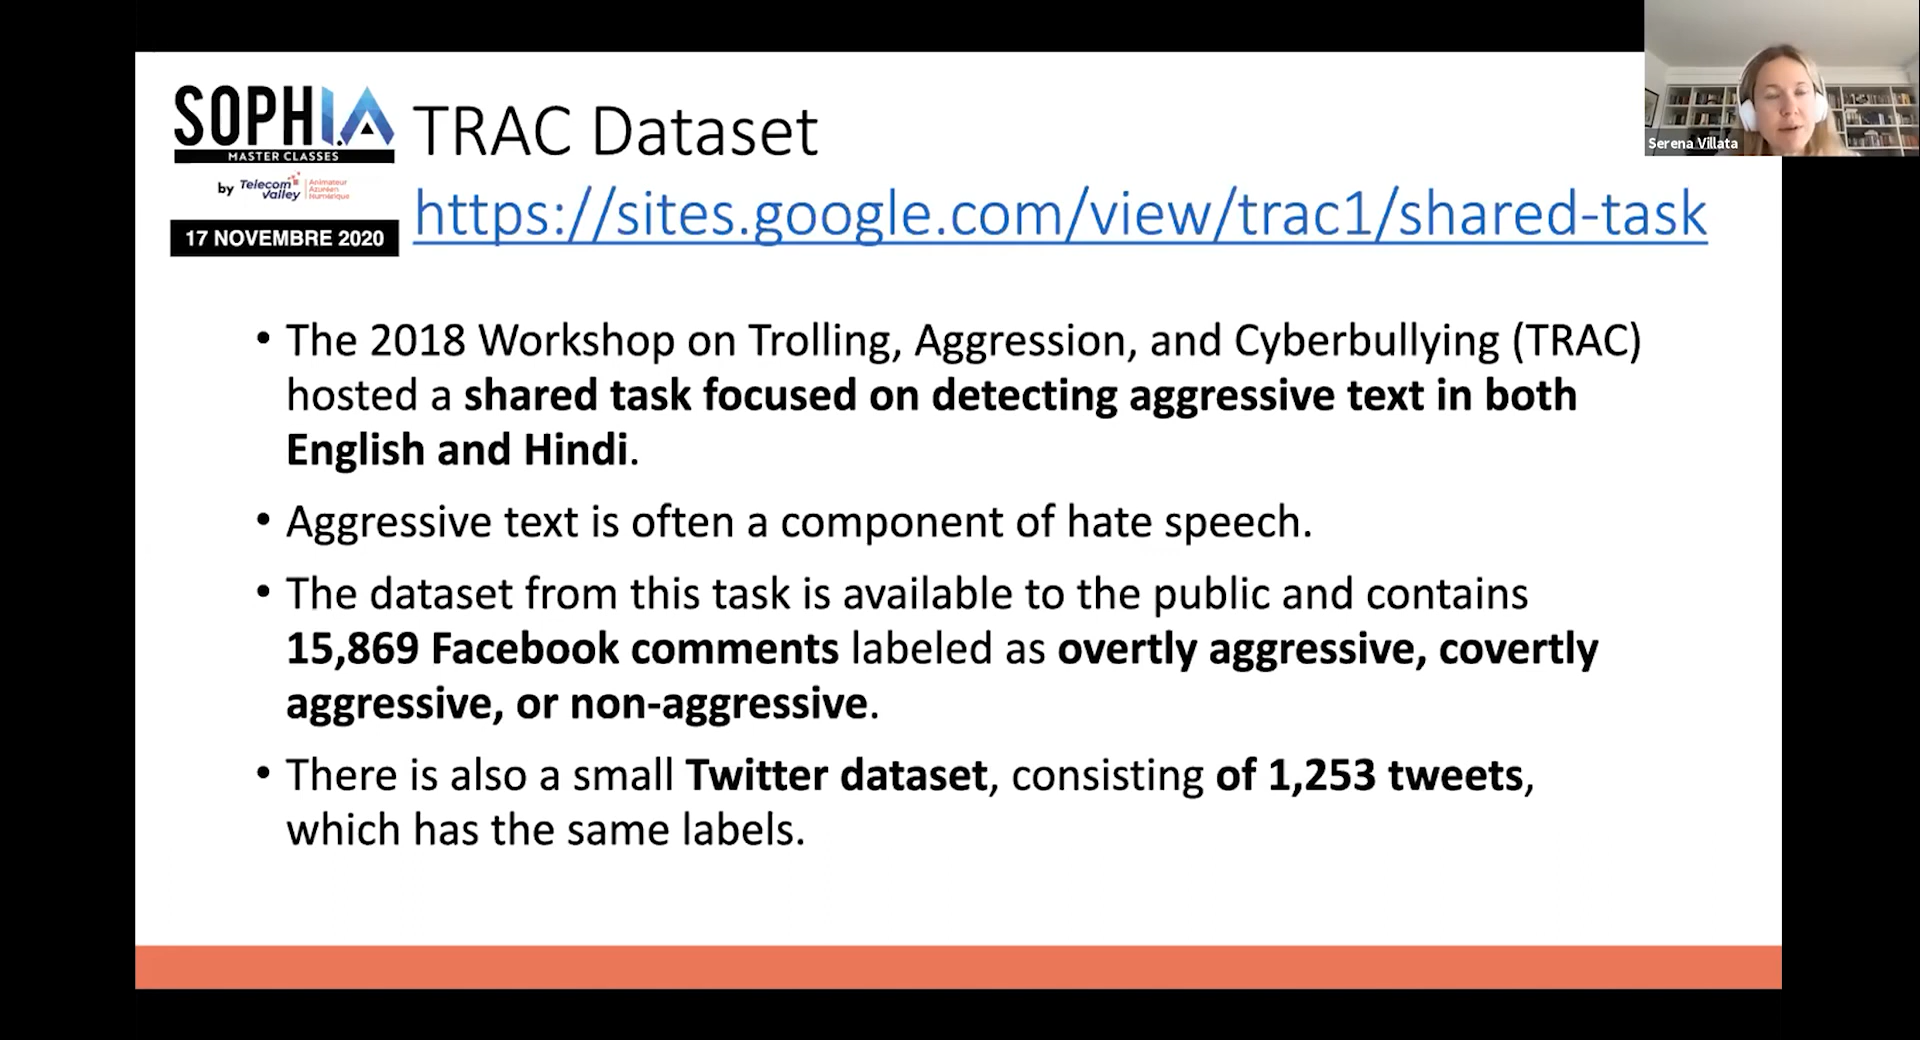 SOPHI.A
MASTER CLASSES
by Telecom Valley
Animateur
Azuréen
Numérique
17 NOVEMBRE 2020
TRAC Dataset
https://sites.google.com/view/trac1/shared-task
Serena Villata
• The 2018 Workshop on Trolling, Aggression, and Cyberbullying (TRAC)
hosted a shared task focused on detecting aggressive text in both
English and Hindi.
• Aggressive text is often a component of hate speech.
• The dataset from this task is available to the public and contains
15,869 Facebook comments labeled as overtly aggressive, covertly
aggressive, or non-aggressive.
• There is also a small Twitter dataset, consisting of 1,253 tweets,
which has the same labels.